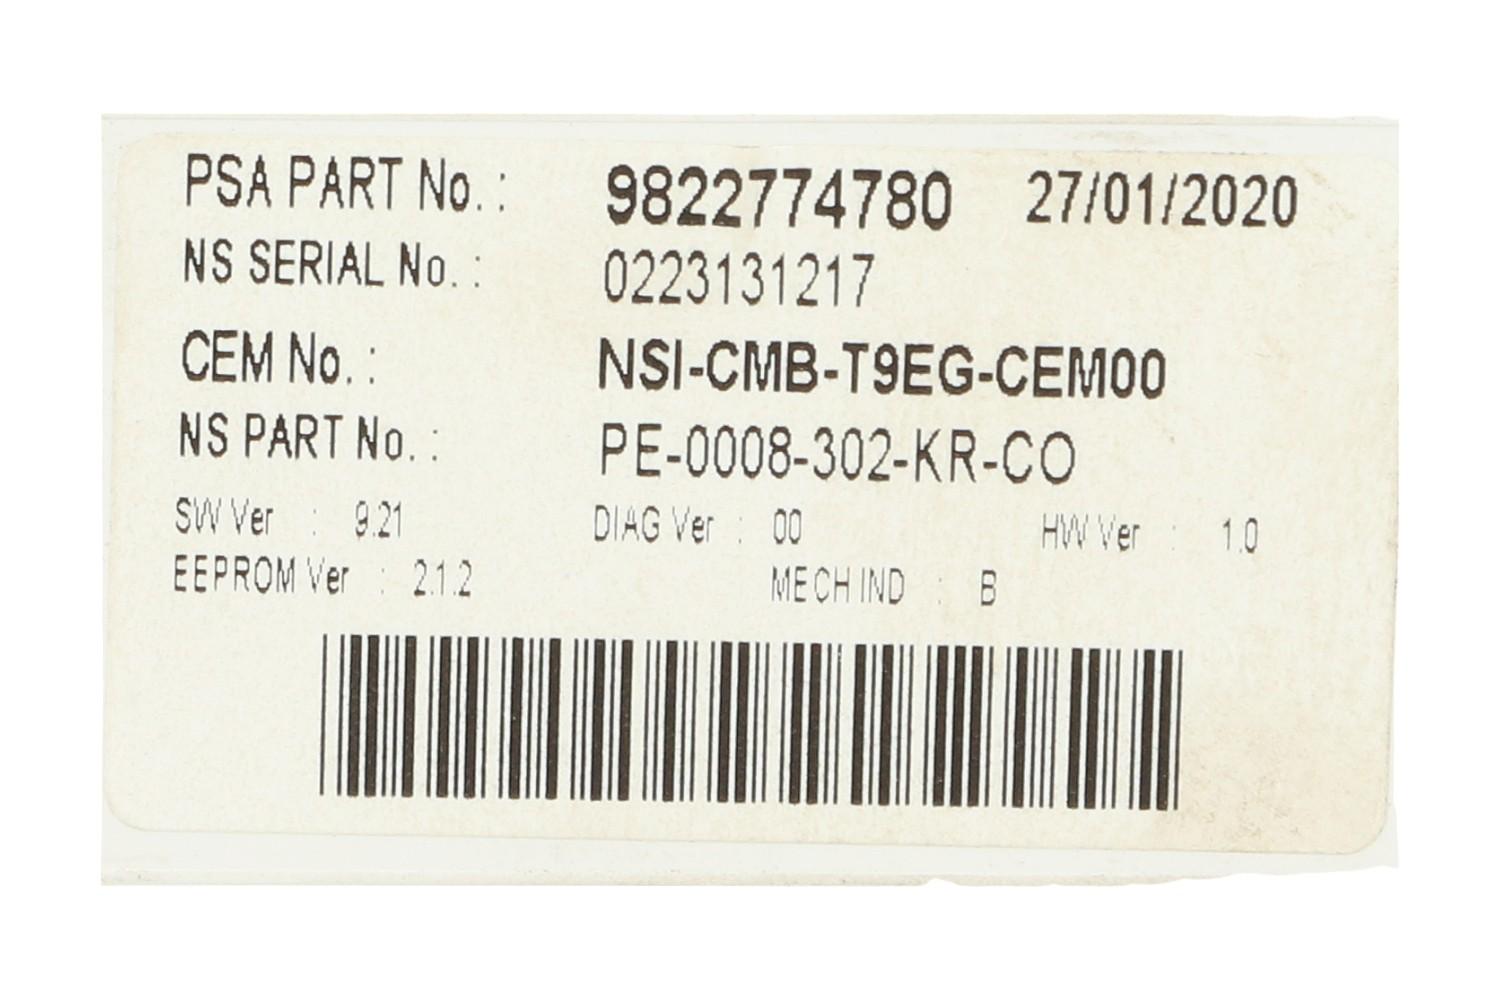 PSA PART No. : 9822774780 27/01/2020
NS SERIAL No. : 0223131217
CEM No. : NSI-CMB-T9EG-CEM00
NS PART No. : PE-0008-302-KR-CO
SW Ver : 9.21 DIAG Ver : 00 HW Ver : 1.0
EEPROM Ver : 2.1.2 MECH IND : B